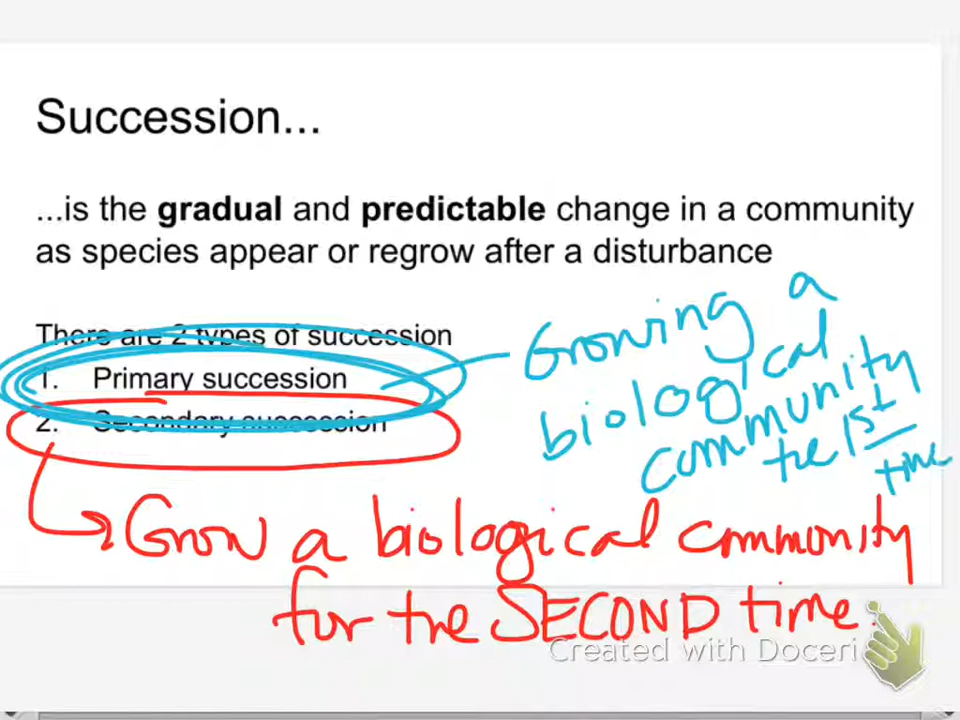 Succession...
...is the gradual and predictable change in a community
as species appear or regrow after a disturbance
There are 2 types of succession
1. Primary succession
2. Secondary succession
Growing a
biological
community
the 1st
time
Grow a biological community
for the SECOND time.
Created with Doceri